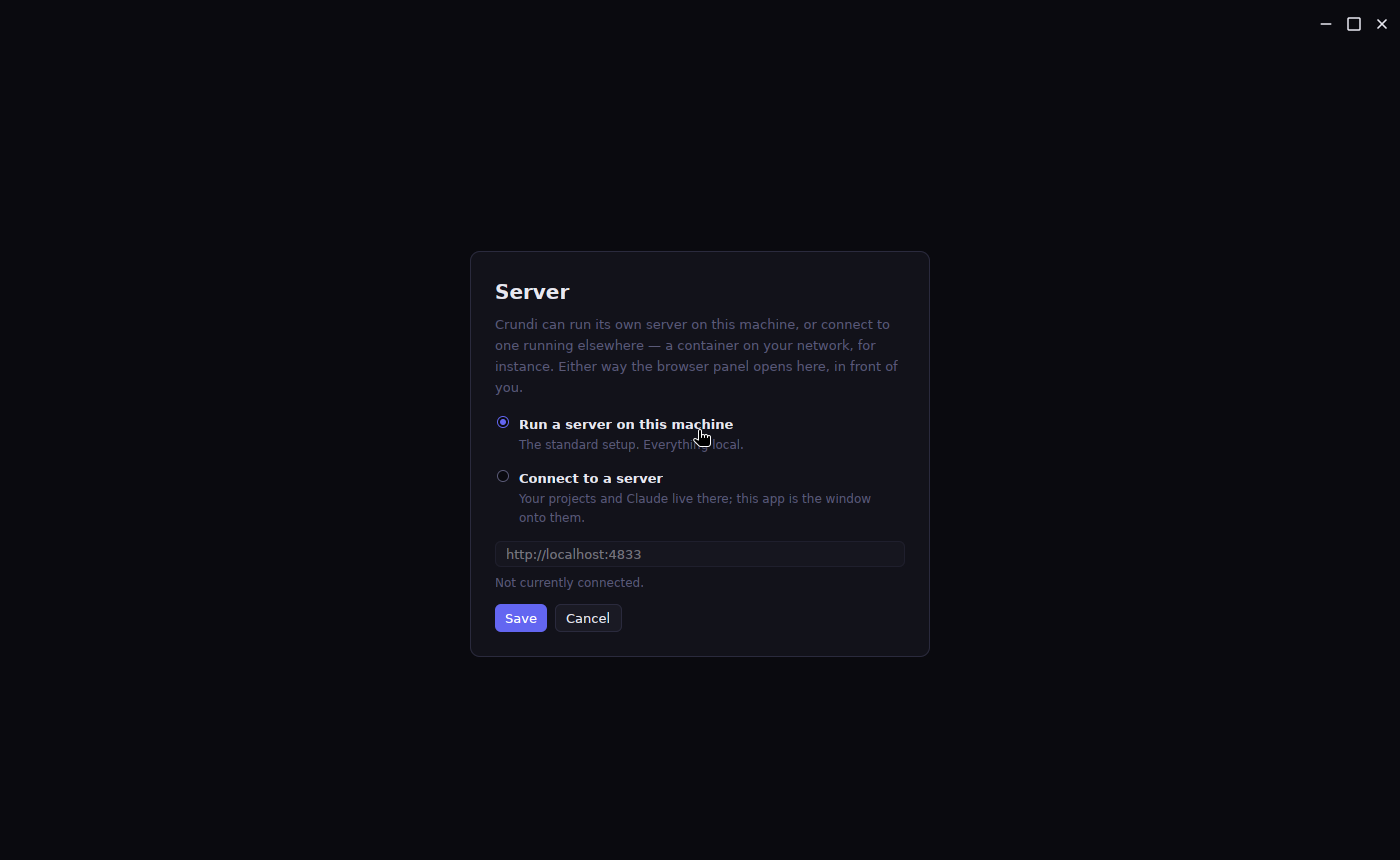 Server
Crundi can run its own server on this machine, or connect to
one running elsewhere — a container on your network, for
instance. Either way the browser panel opens here, in front of
you.
Run a server on this machine
The standard setup. Everything local.
Connect to a server
Your projects and Claude live there; this app is the window
onto them.
http://localhost:4833
Not currently connected.
Save Cancel